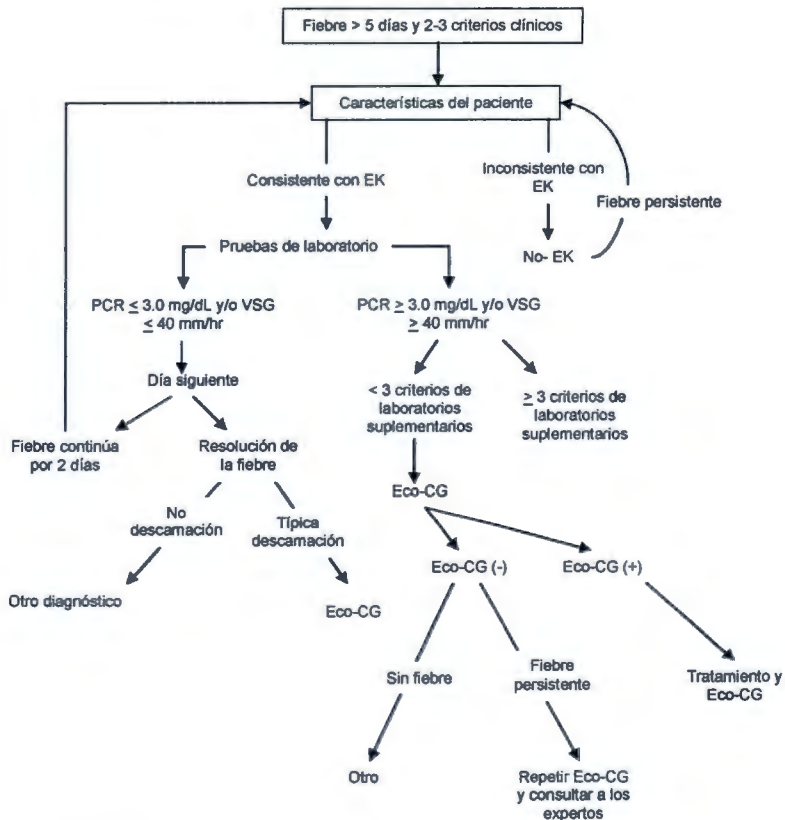 Fiebre > 5 días y 2-3 criterios clínicos
Características del paciente
Consistente con EK
Inconsistente con
EK
Fiebre persistente
Pruebas de laboratorio
No- EK
PCR ≤ 3.0 mg/dL y/o VSG
≤ 40 mm/hr
PCR ≥ 3.0 mg/dL y/o VSG
≥ 40 mm/hr
Día siguiente
< 3 criterios de
laboratorios
suplementarios
≥ 3 criterios de
laboratorios
suplementarios
Fiebre continúa
por 2 días
Resolución de
la fiebre
Eco-CG
No
descamación
Típica
descamación
Eco-CG (-)
Eco-CG (+)
Otro diagnóstico
Eco-CG
Sin fiebre
Fiebre
persistente
Tratamiento y
Eco-CG
Otro
Repetir Eco-CG
y consultar a los
expertos